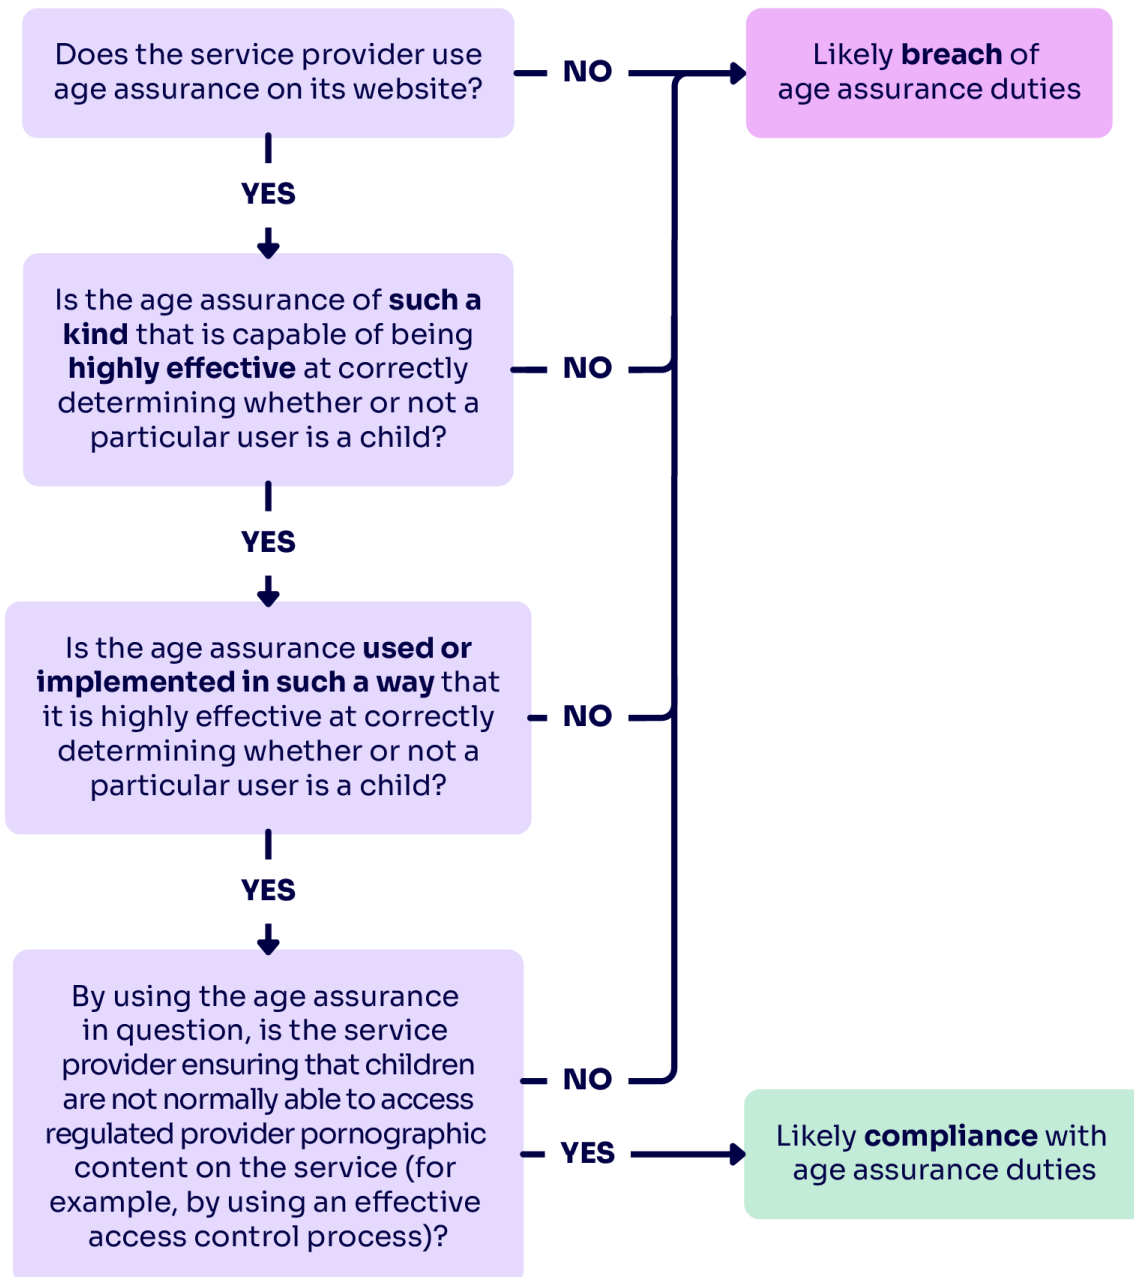 Does the service provider use
age assurance on its website?
NO
Likely breach of
age assurance duties
YES
Is the age assurance of such a
kind that is capable of being
highly effective at correctly
determining whether or not a
particular user is a child?
NO
YES
Is the age assurance used or
implemented in such a way that
it is highly effective at correctly
determining whether or not a
particular user is a child?
NO
YES
By using the age assurance
in question, is the service
provider ensuring that children
are not normally able to access
regulated provider pornographic
content on the service (for
example, by using an effective
access control process)?
NO
YES
Likely compliance with
age assurance duties